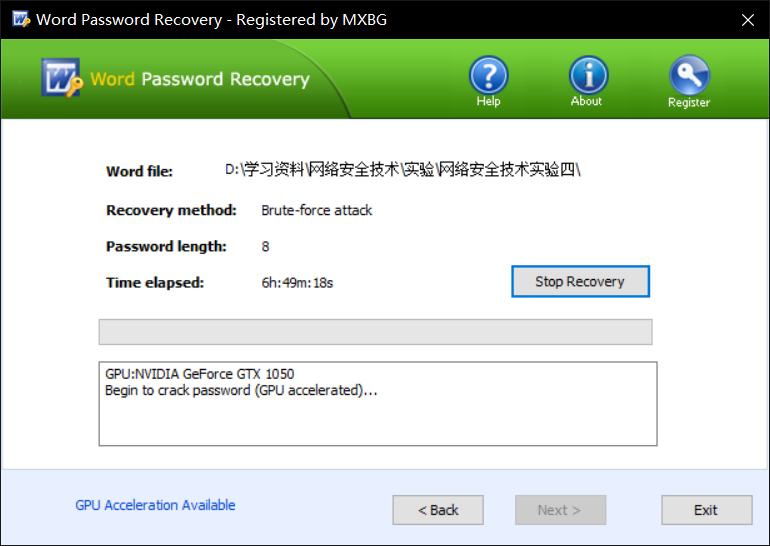 Word Password Recovery - Registered by MXBG
Word Password Recovery
Help
About
Register
Word file: D:\学习资料\网络安全技术\实验\网络安全技术实验四\
Recovery method: Brute-force attack
Password length: 8
Time elapsed: 6h:49m:18s
Stop Recovery
GPU:NVIDIA GeForce GTX 1050
Begin to crack password (GPU accelerated)...
GPU Acceleration Available
< Back
Next >
Exit